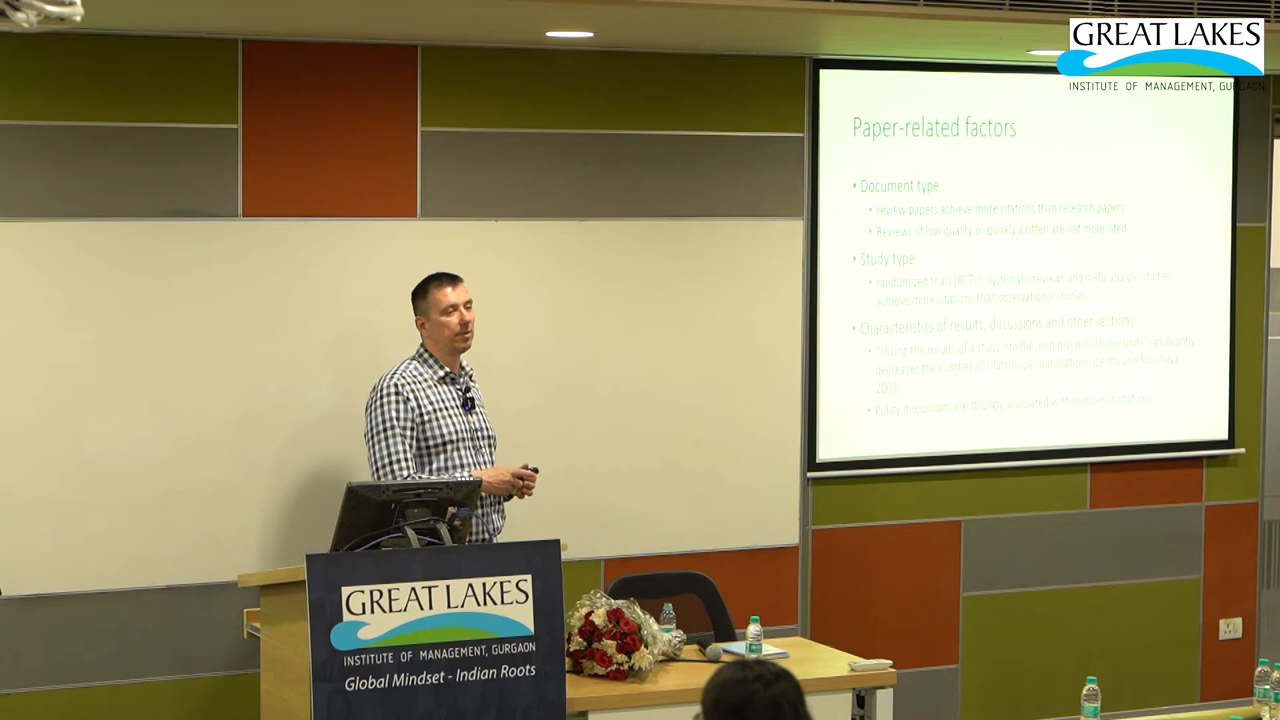 GREAT LAKES
INSTITUTE OF MANAGEMENT, GURGAON
Paper-related factors
• Document type
• review papers achieve more citations than research papers
• Reviews of low quality or quickly written are not more cited
• Study type
• randomized trials (RCTs), systematic reviews and meta-analysis studies
achieve more citations than observational studies
• Characteristics of results, discussions and other sections
• "slicing the results of a study into the 'minimal publishable units' significantly
decreases the number of citations per publication"
2005)
• Policy discussions are strongly associated with number of citations
GREAT LAKES
INSTITUTE OF MANAGEMENT, GURGAON
Global Mindset - Indian Roots